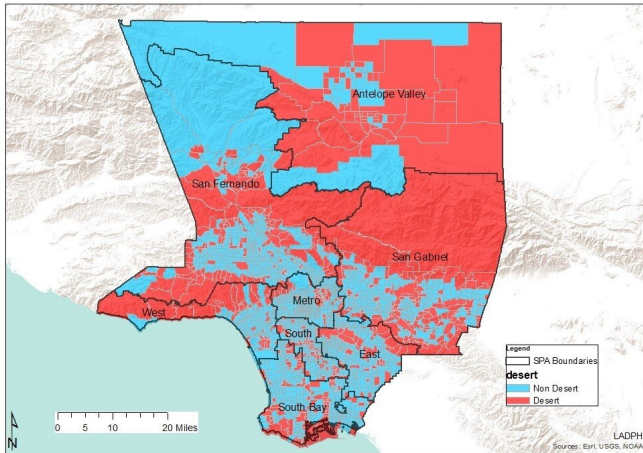 Antelope Valley
San Fernando
San Gabriel
West
Metro
South
East
South Bay
Legend
SPA Boundaries
desert
Non Desert
Desert
0 5 10 20 Miles
N
LADPH
Sources: Esri, USGS, NOAA